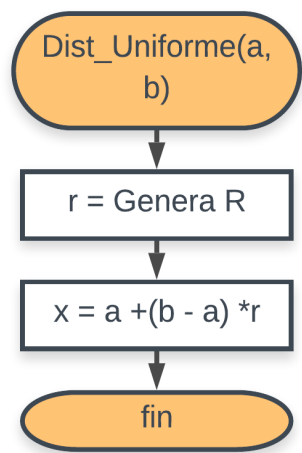 Dist_Uniforme(a,
b)
r = Genera R
x = a +(b - a) *r
fin